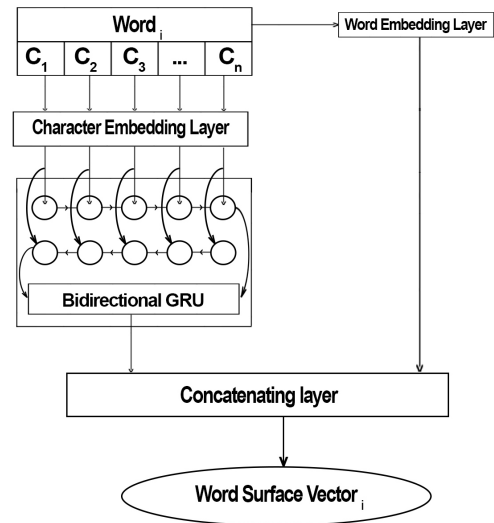 Word i
Word Embedding Layer
C1 C2 C3 ... Cn
Character Embedding Layer
Bidirectional GRU
Concatenating layer
Word Surface Vector i